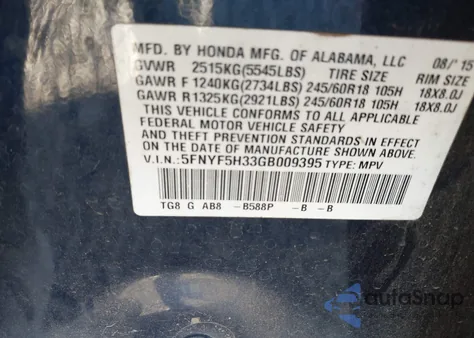 MFD. BY HONDA MFG. OF ALABAMA, LLC 08/'15
GVWR 2515KG(5545LBS) TIRE SIZE RIM SIZE
GAWR F 1240KG(2734LBS) 245/60R18 105H 18X8.0J
GAWR R1325KG(2921LBS) 245/60R18 105H 18X8.0J
THIS VEHICLE CONFORMS TO ALL APPLICABLE
FEDERAL MOTOR VEHICLE SAFETY
AND THEFT PREVENTION STANDARDS IN EFFECT
ON THE DATE OF MANUFACTURE SHOWN ABOVE.
V.I.N.: 5FNYF5H33GB009395 TYPE: MPV
TG8 G AB8 -B588P -B -B
autoSnap